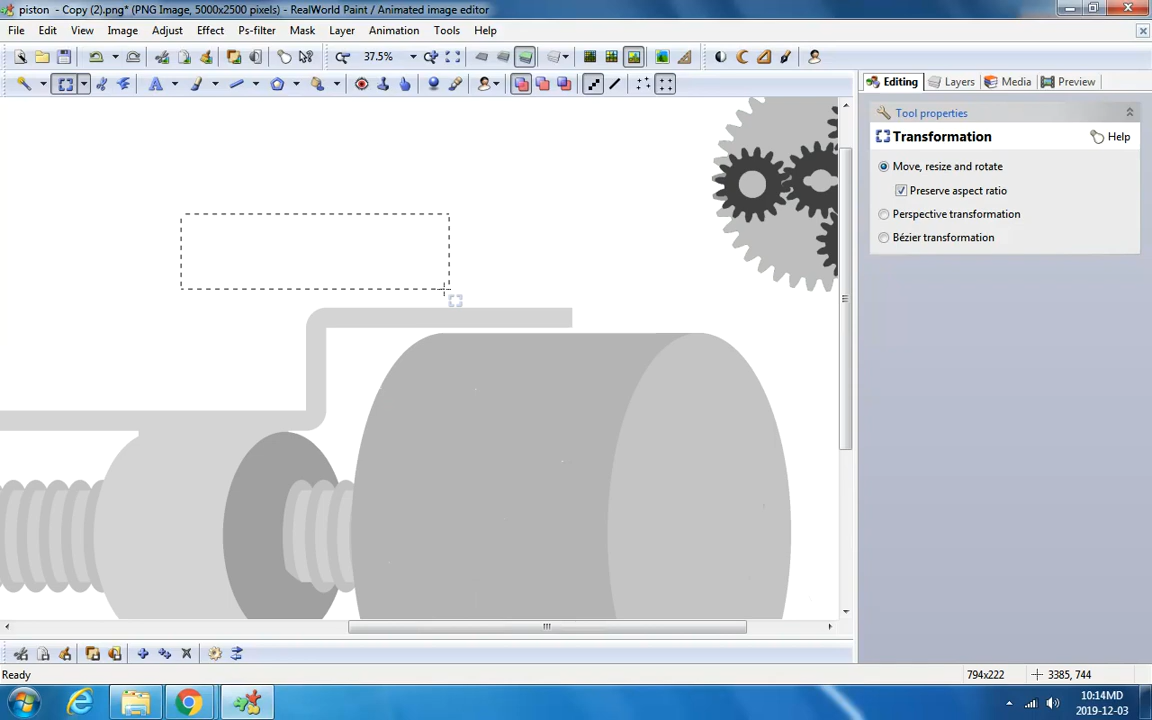 piston - Copy (2).png* (PNG Image, 5000x2500 pixels) - RealWorld Paint / Animated image editor
File Edit View Image Adjust Effect Ps-filter Mask Layer Animation Tools Help
37.5%
A
Editing Layers Media Preview
Tool properties
Transformation Help
Move, resize and rotate
Preserve aspect ratio
Perspective transformation
Bézier transformation
Ready 794x222 3385, 744
10:14MD
2019-12-03